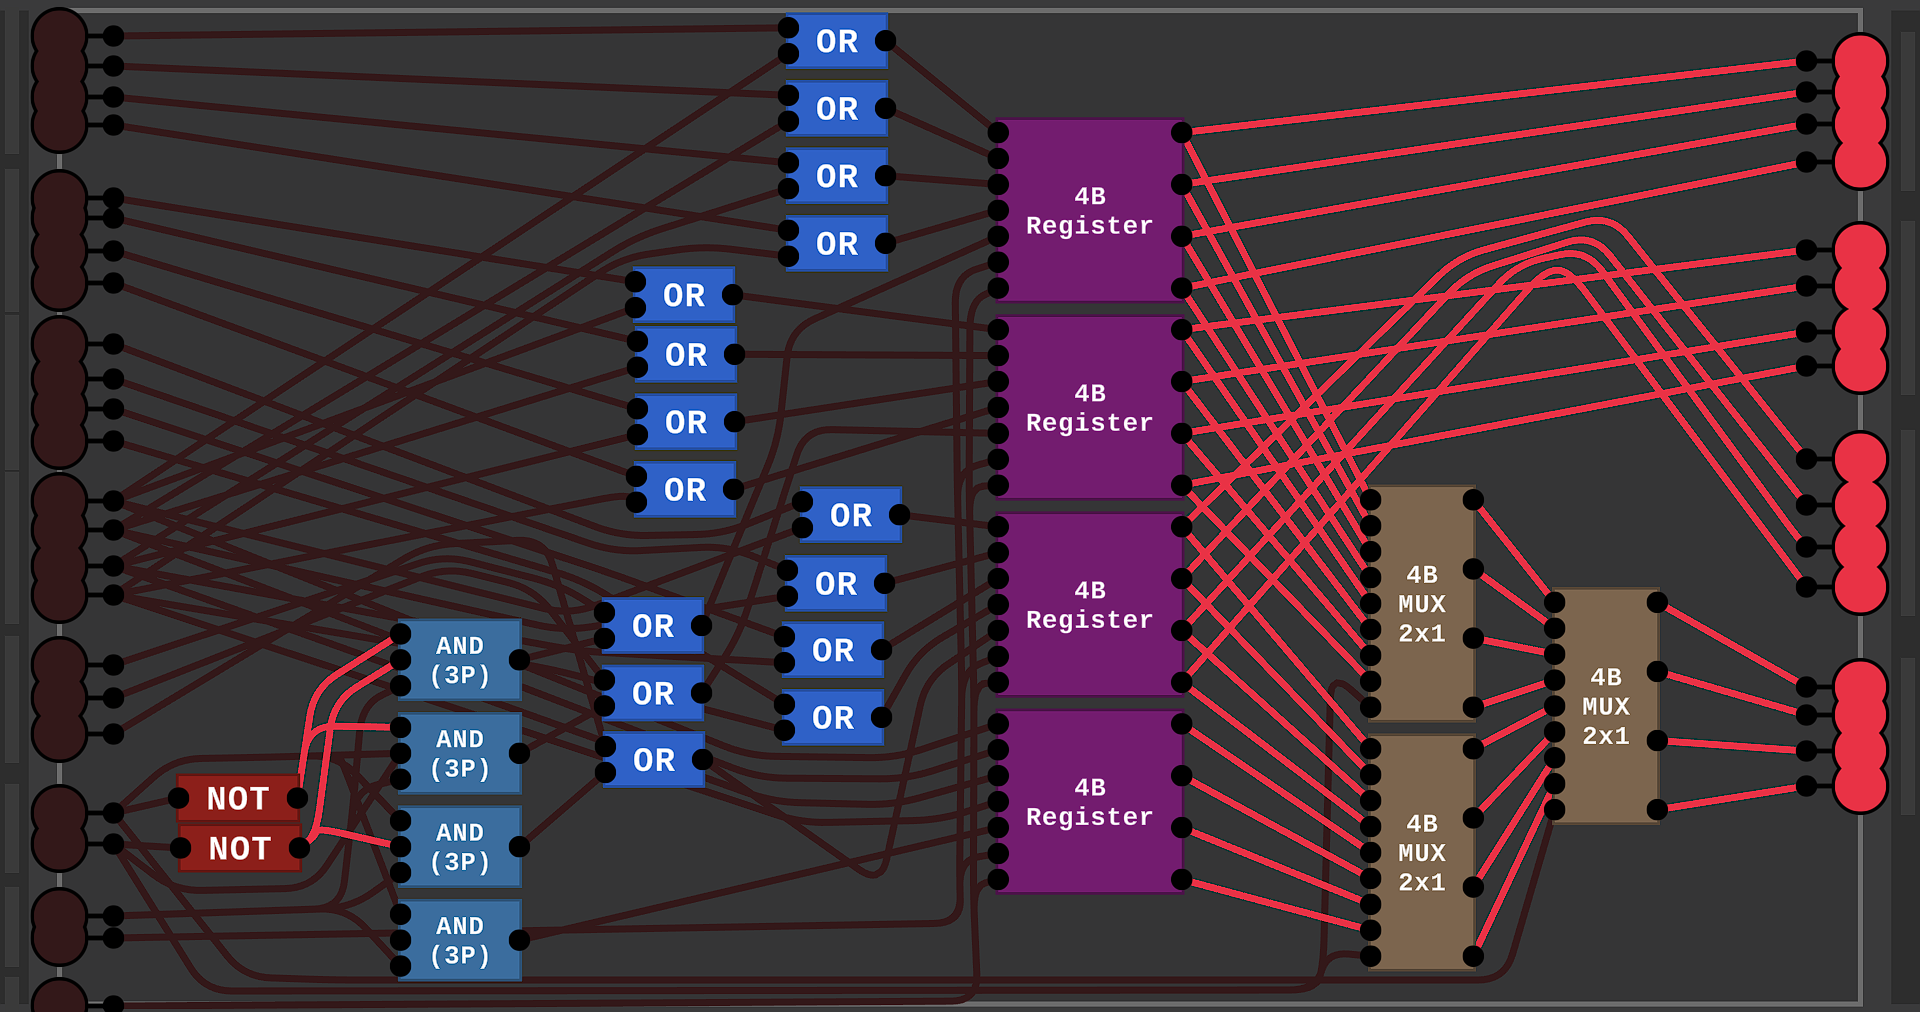 OR
OR
OR
OR
4B
Register
OR
OR
OR
OR
4B
Register
OR
OR
OR
OR
4B
Register
4B
MUX
2x1
OR
OR
OR
AND
(3P)
AND
(3P)
AND
(3P)
AND
(3P)
NOT
NOT
4B
Register
4B
MUX
2x1
4B
MUX
2x1